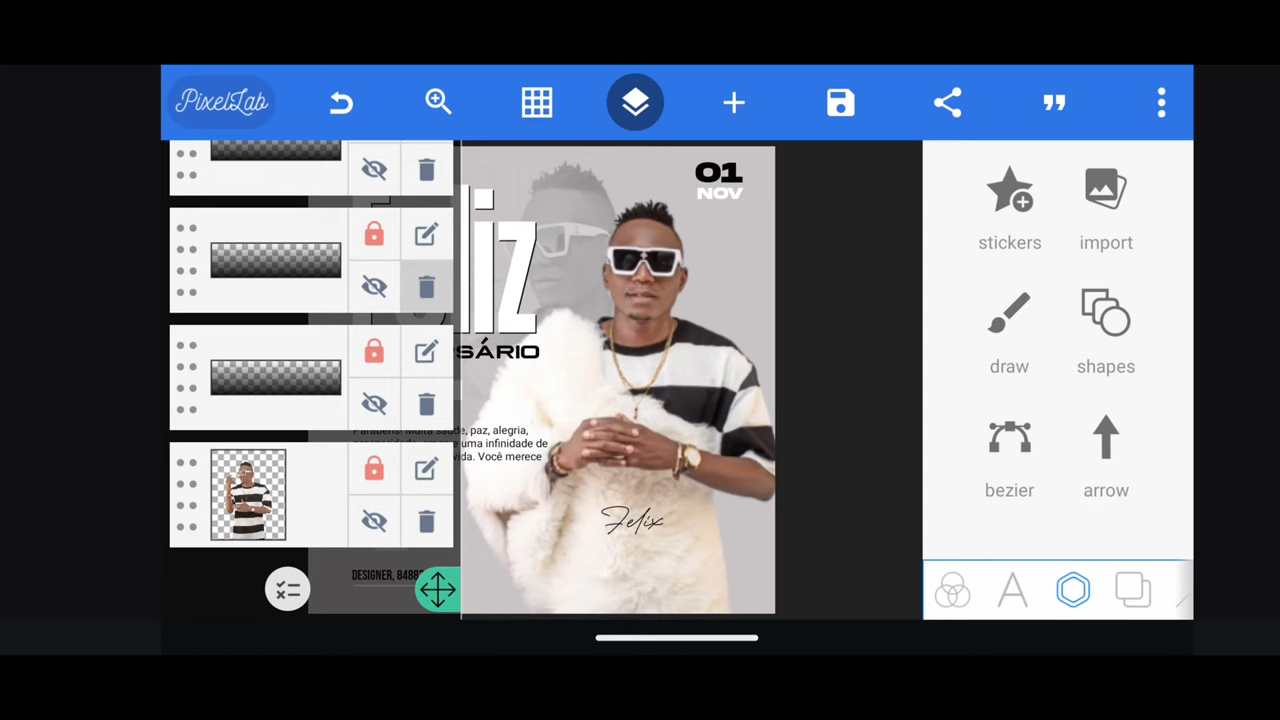 PixelLab
01
NOV
liz
SÁRIO
Parabéns! Muita saúde, paz, alegria,
uma infinidade de
vida. Você merece
Felix
DESIGNER, 8488
stickers
import
draw
shapes
bezier
arrow